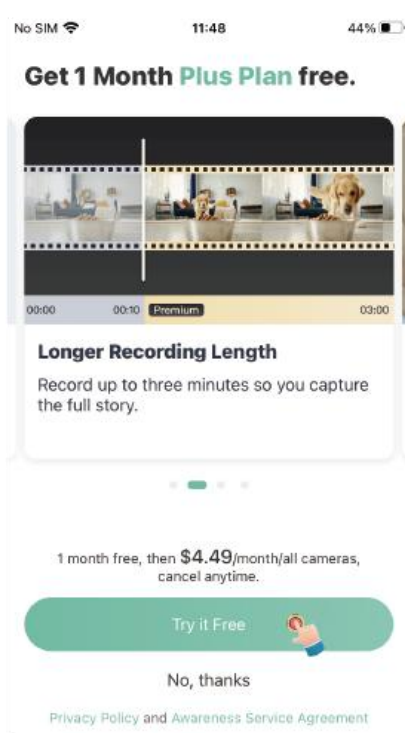 No SIM 11:48 44%
Get 1 Month Plus Plan free.
00:00 00:10 Premium 03:00
Longer Recording Length
Record up to three minutes so you capture
the full story.
1 month free, then $4.49/month/all cameras,
cancel anytime.
Try it Free
No, thanks
Privacy Policy and Awareness Service Agreement